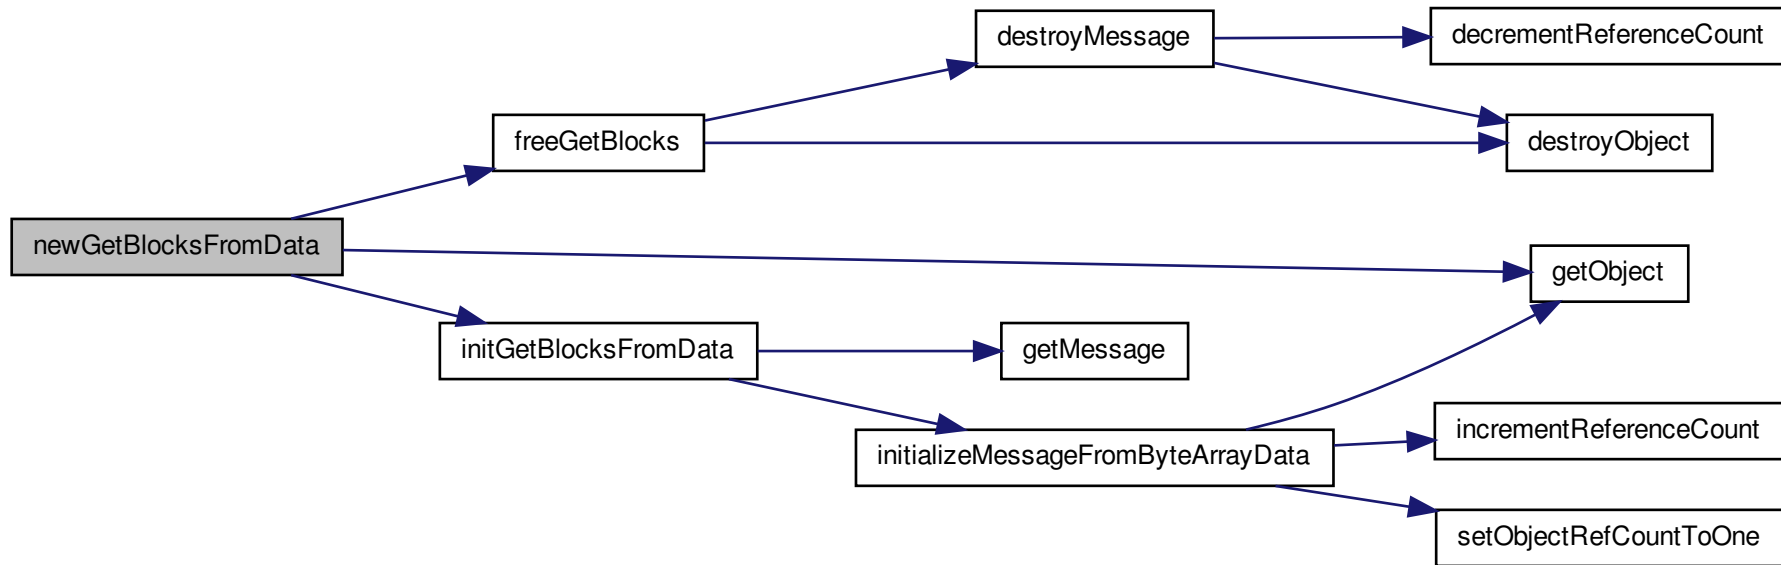 destroyMessage
decrementReferenceCount
freeGetBlocks
destroyObject
newGetBlocksFromData
getObject
initGetBlocksFromData
getMessage
initializeMessageFromByteArrayData
incrementReferenceCount
setObjectRefCountToOne